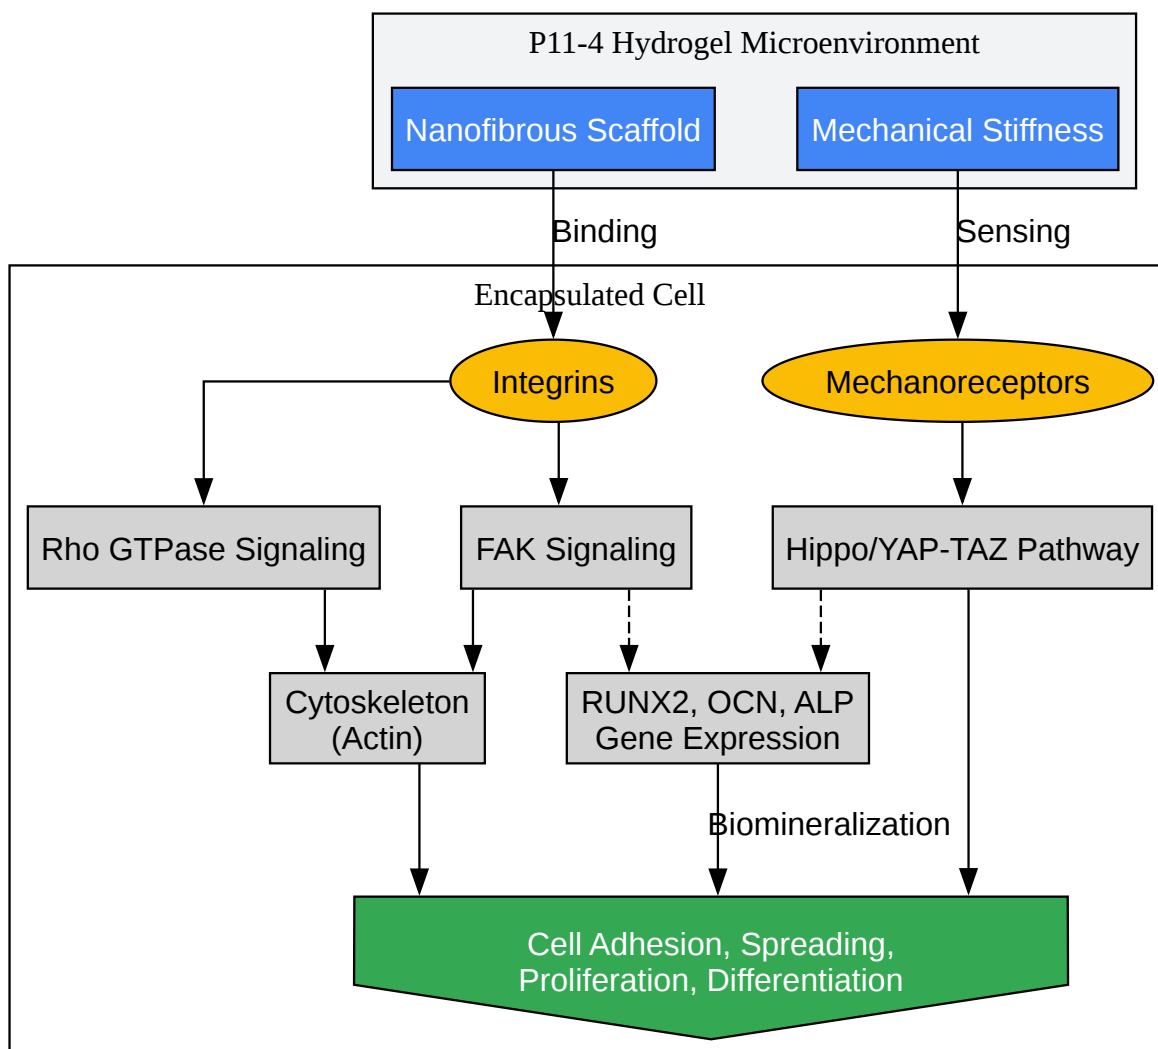 P11-4 Hydrogel Microenvironment
Nanofibrous Scaffold
Mechanical Stiffness
Binding
Sensing
Encapsulated Cell
Integrins
Mechanoreceptors
Rho GTPase Signaling
FAK Signaling
Hippo/YAP-TAZ Pathway
Cytoskeleton
(Actin)
RUNX2, OCN, ALP
Gene Expression
Biomineralization
Cell Adhesion, Spreading,
Proliferation, Differentiation